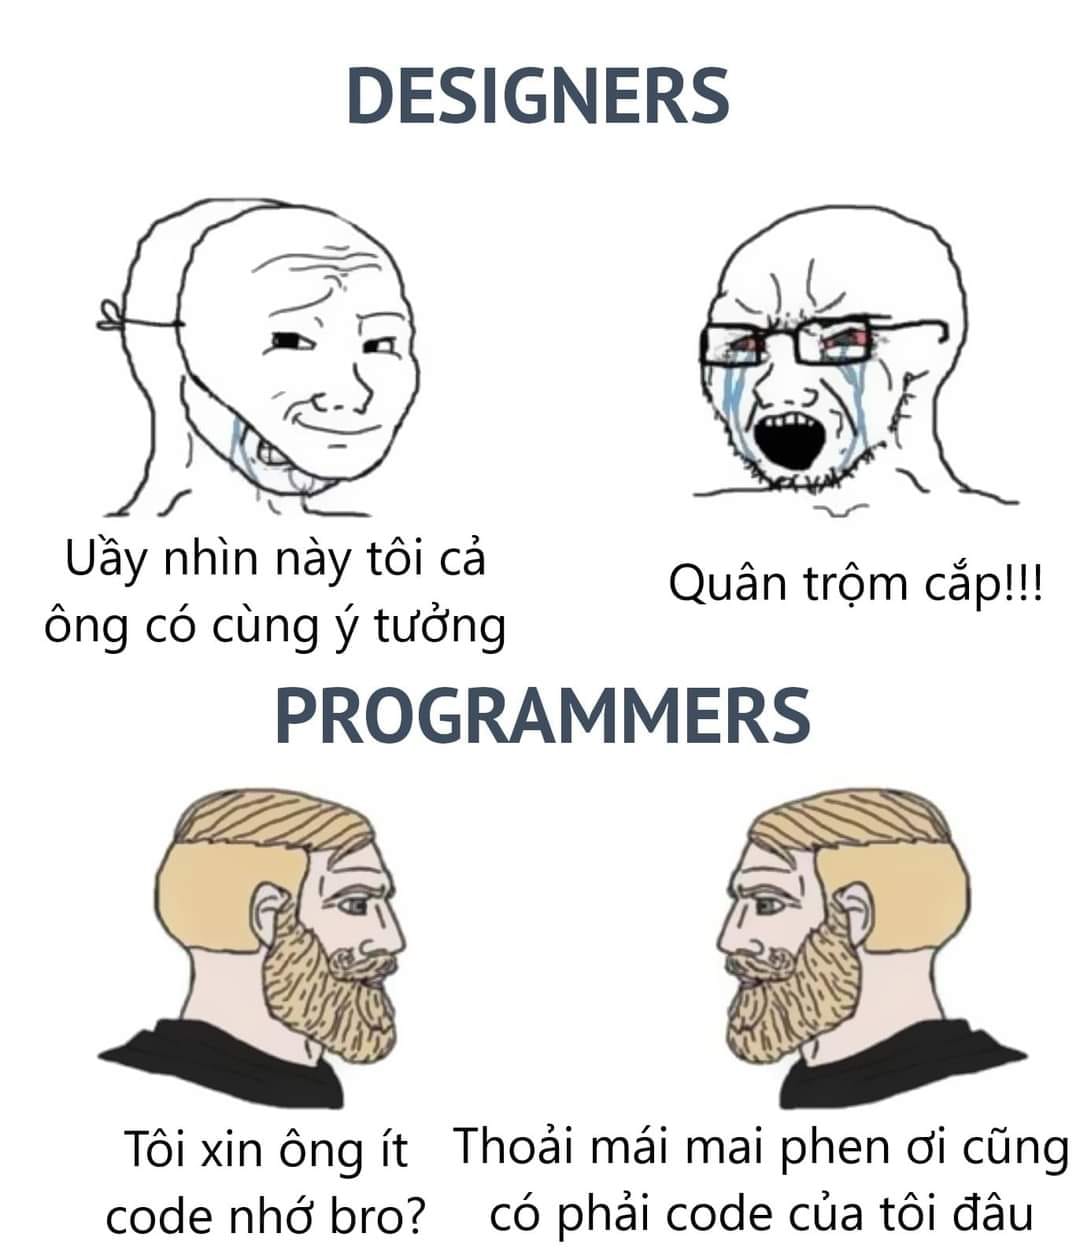 DESIGNERS
Uầy nhìn này tôi cả
ông có cùng ý tưởng
Quân trộm cắp!!!
PROGRAMMERS
Tôi xin ông ít
code nhớ bro?
Thoải mái mai phen ơi cũng
có phải code của tôi đâu